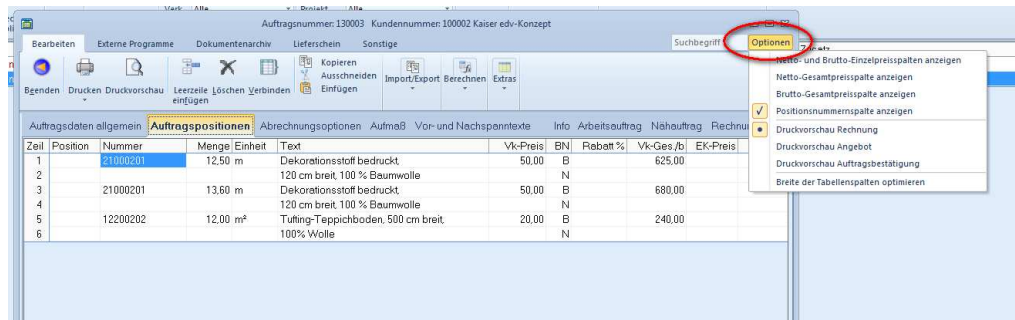 Verk. Alle Projekt Alle
Auftragsnummer: 130003 Kundennummer: 100002 Kaiser edv-Konzept
Bearbeiten Externe Programme Dokumentenarchiv Lieferschein Sonstige Suchbegriff Optionen
Zusatz
Beenden Drucken Druckvorschau Leerzeile einfügen Löschen Verbinden Kopieren Ausschneiden Einfügen Import/Export Berechnen Extras
Netto- und Brutto-Einzelpreisspalten anzeigen
Netto-Gesamtpreisspalte anzeigen
Brutto-Gesamtpreisspalte anzeigen
Positionsnummernspalte anzeigen
Druckvorschau Rechnung
Druckvorschau Angebot
Druckvorschau Auftragsbestätigung
Breite der Tabellenspalten optimieren
Auftragsdaten allgemein Auftragspositionen Abrechnungsoptionen Aufmaß Vor- und Nachspanntexte Info Arbeitsauftrag Nähauftrag
Zeil Position Nummer Menge Einheit Text Vk-Preis BN Rabatt % Vk-Ges./b EK-Preis
1 21000201 12,50 m Dekorationsstoff bedruckt, 50,00 B 625,00
2 120 cm breit, 100 % Baumwolle N
3 21000201 13,60 m Dekorationsstoff bedruckt, 50,00 B 680,00
4 120 cm breit, 100 % Baumwolle N
5 12200202 12,00 m² Tufting-Teppichboden, 500 cm breit, 20,00 B 240,00
6 100% Wolle N